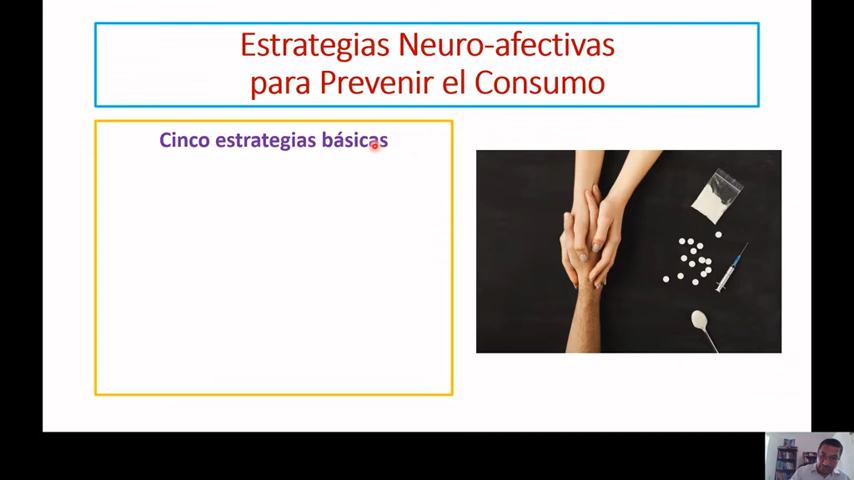 Estrategias Neuro-afectivas
para Prevenir el Consumo
Cinco estrategias básicas